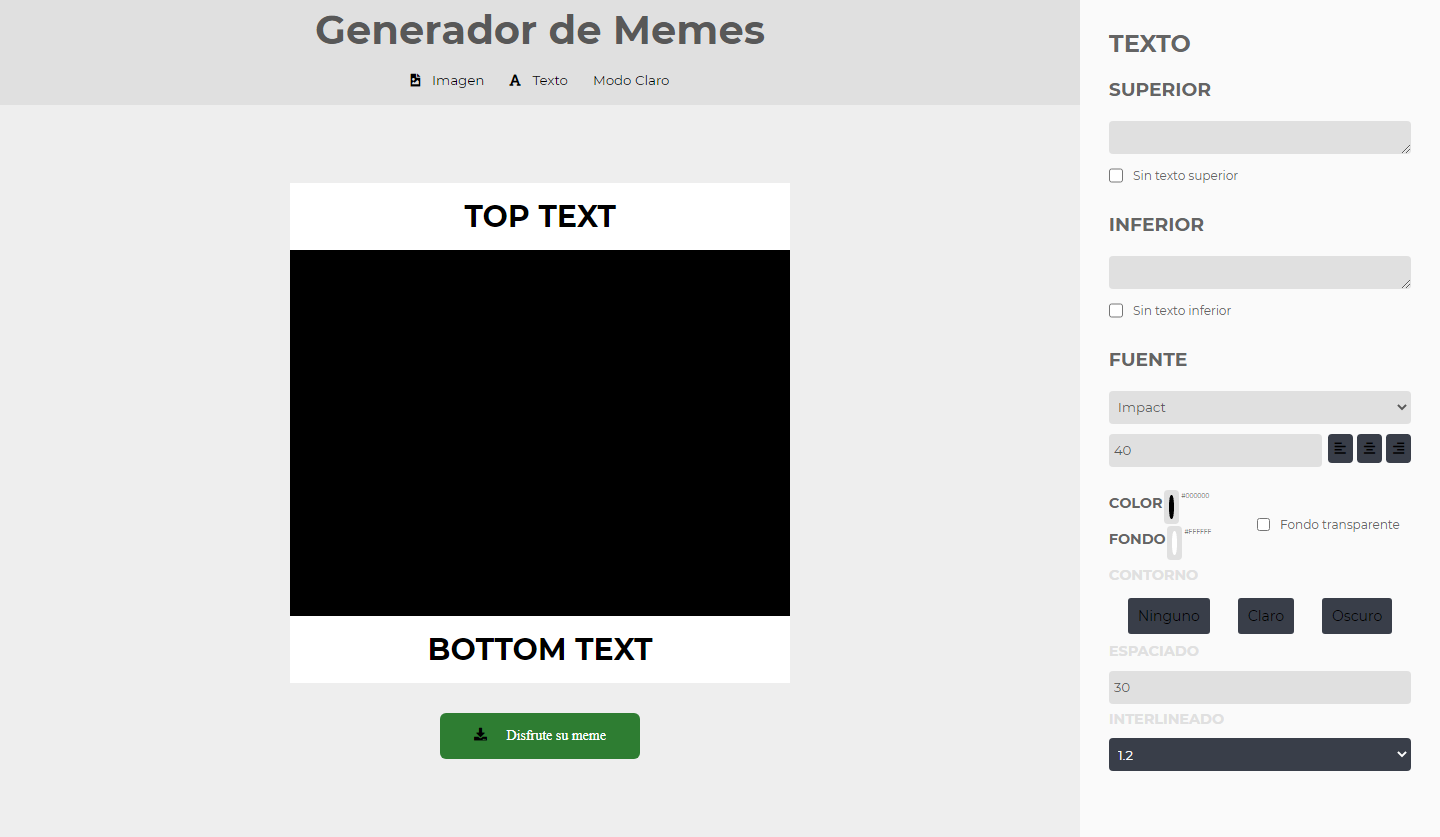 Generador de Memes
Imagen Texto Modo Claro
TOP TEXT
BOTTOM TEXT
Disfrute su meme
TEXTO
SUPERIOR
Sin texto superior
INFERIOR
Sin texto inferior
FUENTE
Impact
40
COLOR #000000
Fondo transparente
FONDO #FFFFFF
CONTORNO
Ninguno Claro Oscuro
ESPACIADO
30
INTERLINEADO
1.2